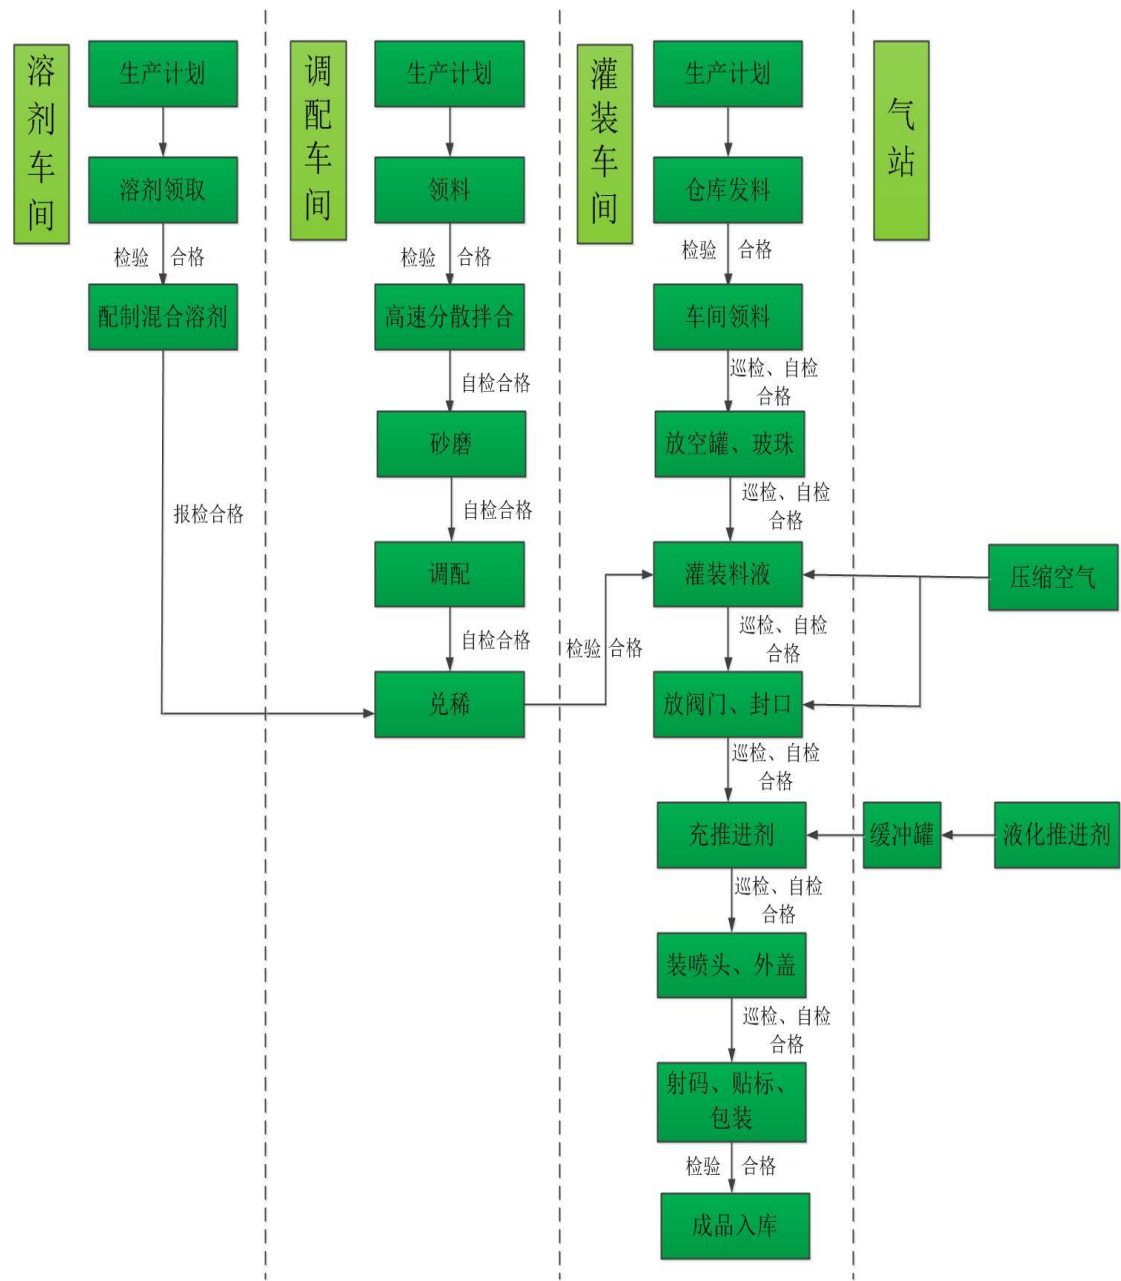 溶剂车间
生产计划
溶剂领取
检验 合格
配制混合溶剂
报检合格
调配车间
生产计划
领料
检验 合格
高速分散拌合
自检合格
砂磨
自检合格
调配
自检合格
兑稀
检验 合格
灌装车间
生产计划
仓库发料
检验 合格
车间领料
巡检、自检
合格
放空罐、玻珠
巡检、自检
合格
灌装料液
巡检、自检
合格
放阀门、封口
巡检、自检
合格
充推进剂
巡检、自检
合格
装喷头、外盖
巡检、自检
合格
射码、贴标、
包装
检验 合格
成品入库
气站
压缩空气
缓冲罐
液化推进剂